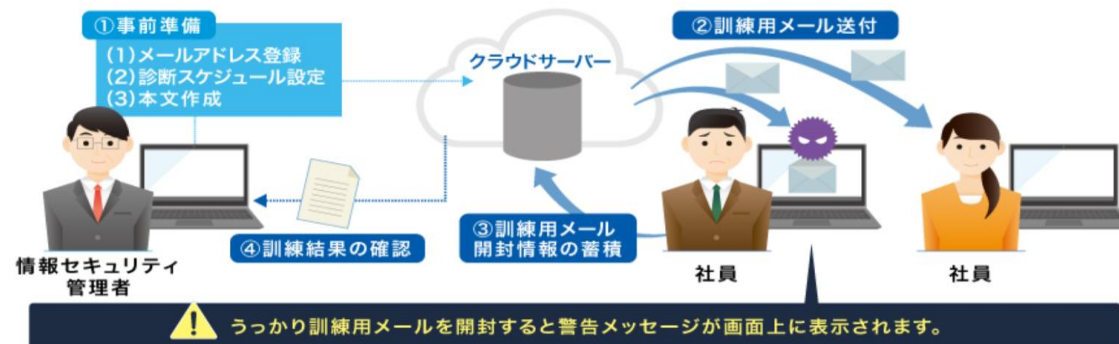 ①事前準備
(1)メールアドレス登録
(2)診断スケジュール設定
(3)本文作成
クラウドサーバー
②訓練用メール送付
③訓練用メール
開封情報の蓄積
④訓練結果の確認
情報セキュリティ
管理者
社員
社員
うっかり訓練用メールを開封すると警告メッセージが画面上に表示されます。